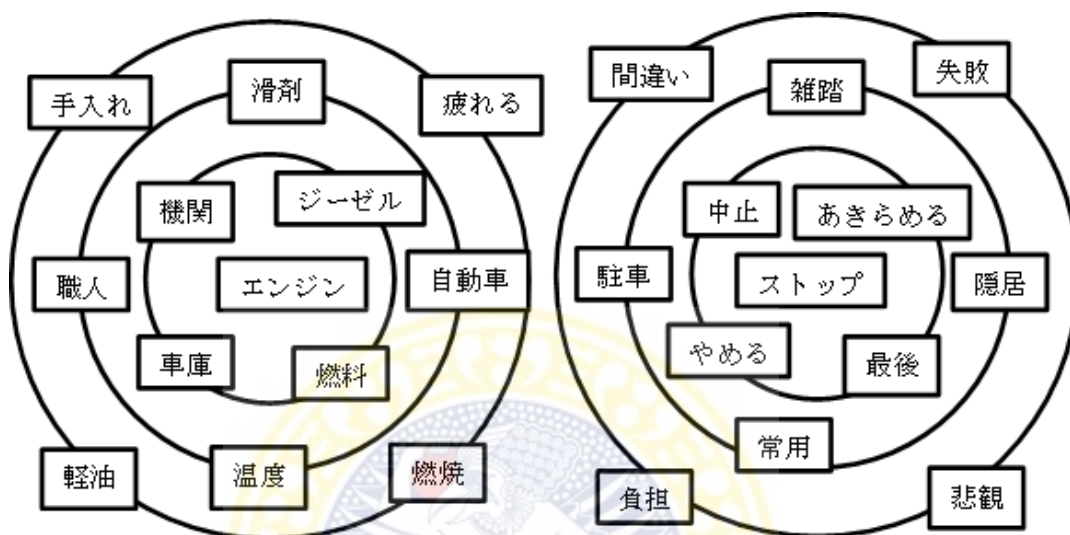 手入れ
滑剤
疲れる
機関
ジーゼル
職人
エンジン
自動車
車庫
燃料
軽油
温度
燃焼
間違い
雑踏
失敗
中止
あきらめる
駐車
ストップ
隠居
やめる
最後
常用
負担
悲観